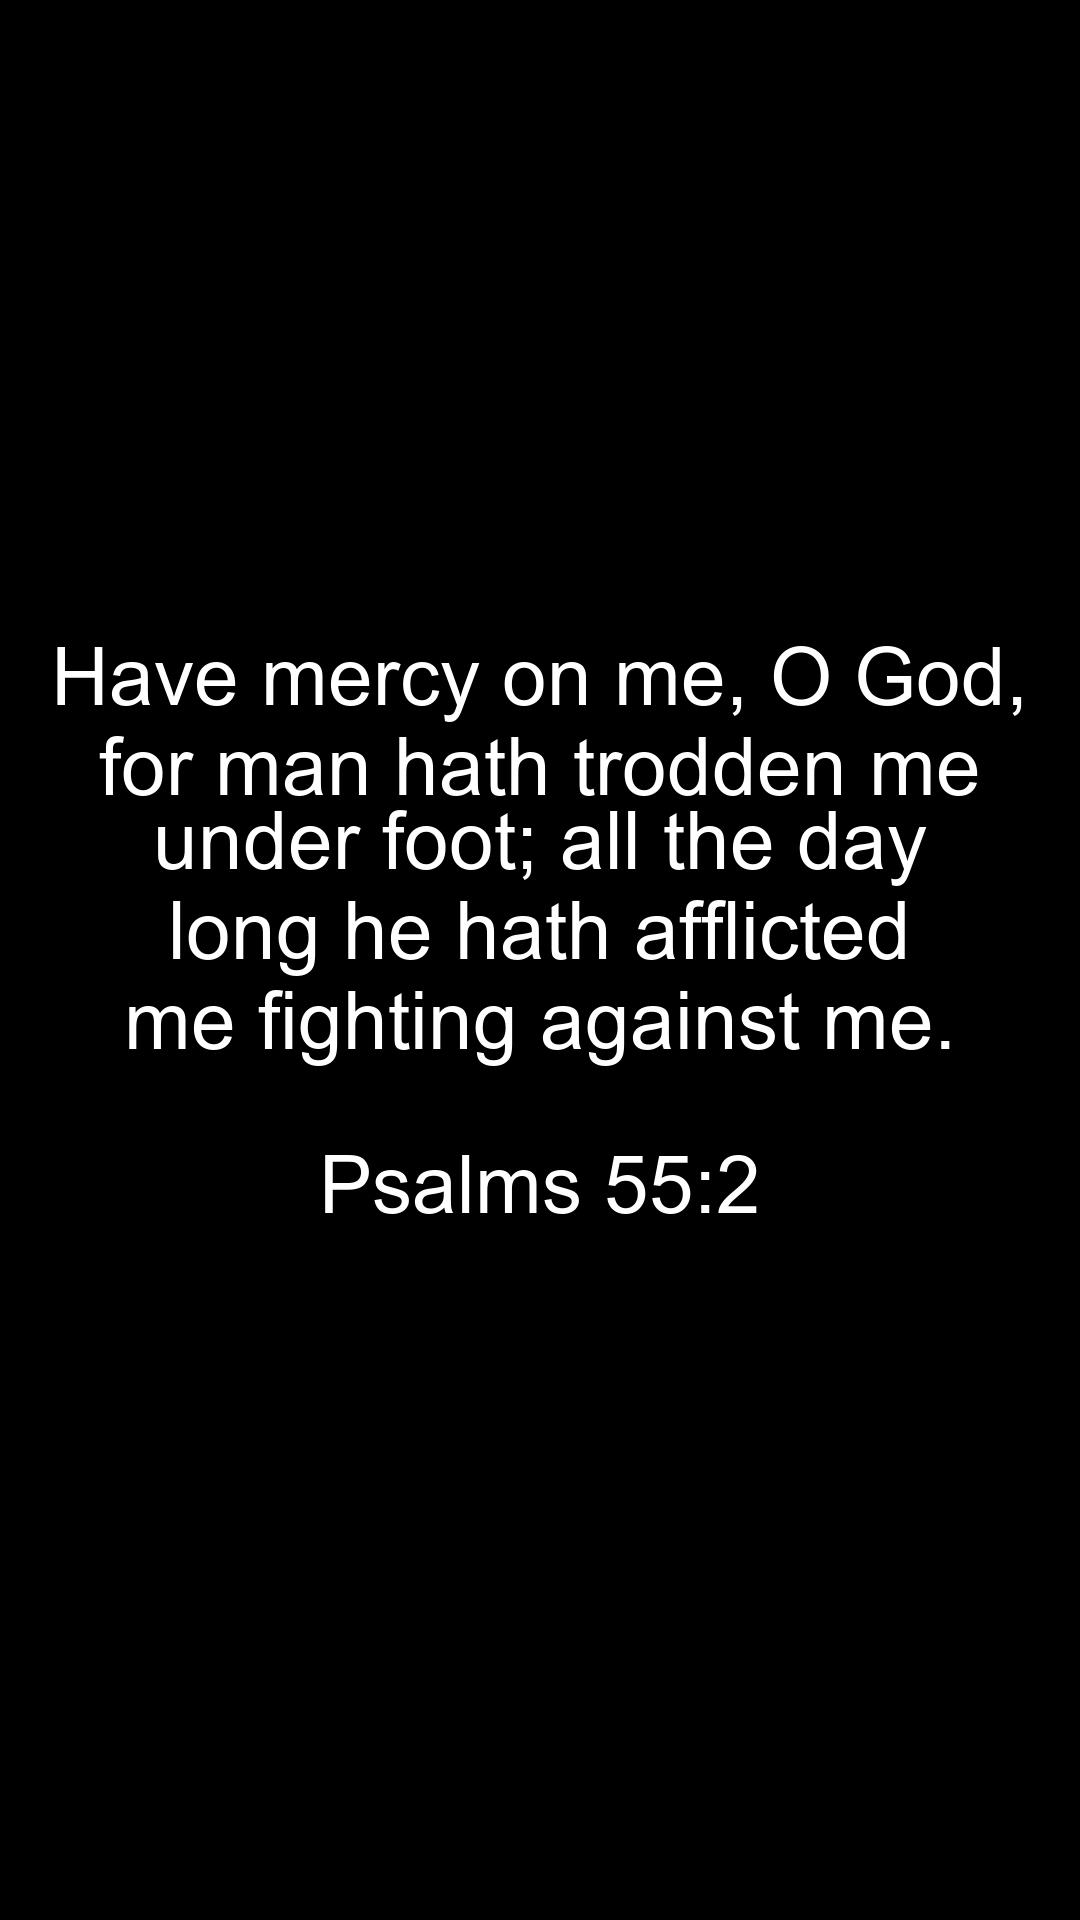 Have mercy on me, O God,
for man hath trodden me
under foot; all the day
long he hath afflicted
me fighting against me.
Psalms 55:2